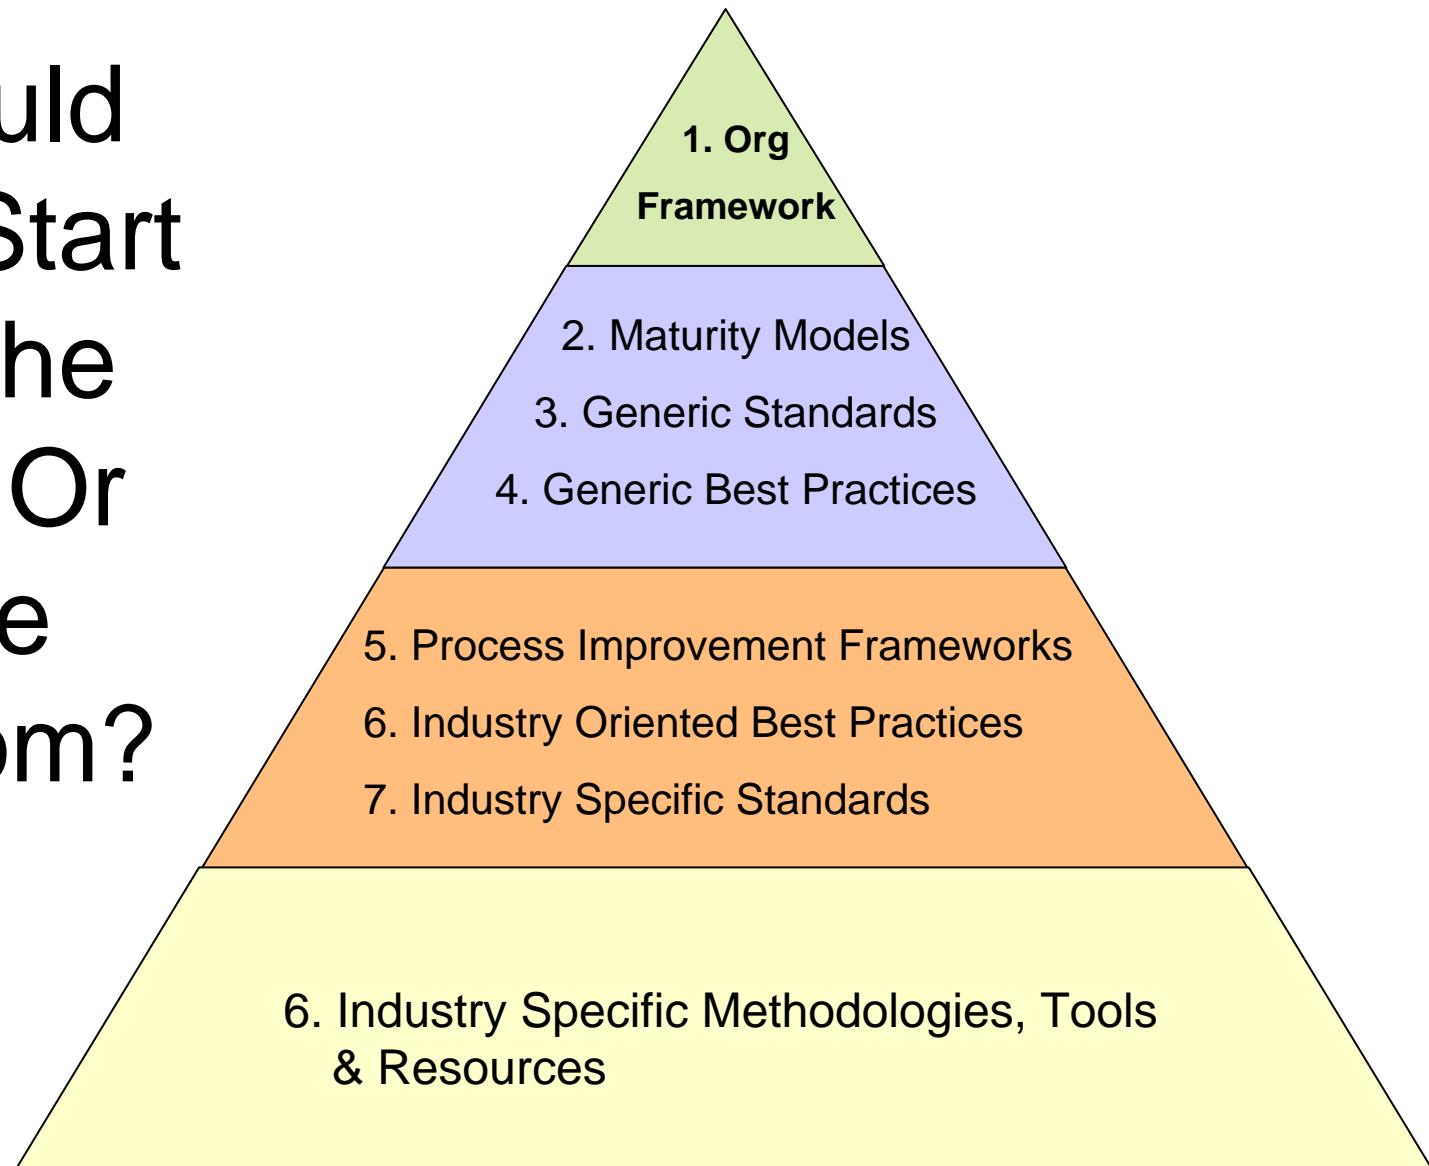 uld
Start
he
Or
e
om?
1. Org
Framework
2. Maturity Models
3. Generic Standards
4. Generic Best Practices
5. Process Improvement Frameworks
6. Industry Oriented Best Practices
7. Industry Specific Standards
6. Industry Specific Methodologies, Tools
& Resources